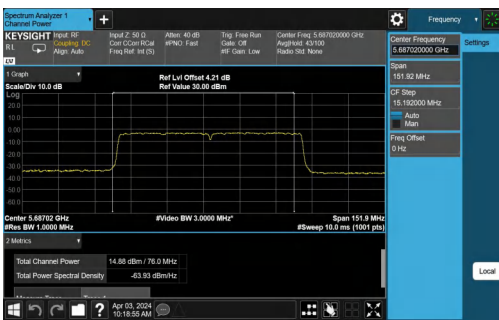 Spectrum Analyzer 1
Channel Power
Frequency
KEYSIGHT
Input: RF
Coupling: DC
Align: Auto
Input Z: 50 Ω
Corr CCorr RCal
Freq Ref: Int (S)
Atten: 40 dB
#PNO: Fast
Trig: Free Run
Gate: Off
#IF Gain: Low
Center Freq: 5.687020000 GHz
Avg|Hold: 43/100
Radio Std: None
RL
Center Frequency
5.687020000 GHz
Settings
Span
151.92 MHz
CF Step
15.192000 MHz
Auto
Man
Freq Offset
0 Hz
1 Graph
Scale/Div 10.0 dB
Ref Lvl Offset 4.21 dB
Ref Value 30.00 dBm
Log
20.0
10.0
0.00
-10.0
-20.0
-30.0
-40.0
-50.0
-60.0
Center 5.68702 GHz
#Res BW 1.0000 MHz
#Video BW 3.0000 MHz*
Span 151.9 MHz
#Sweep 10.0 ms (1001 pts)
2 Metrics
Total Channel Power 14.88 dBm / 76.0 MHz
Total Power Spectral Density -63.93 dBm/Hz
Local
Apr 03, 2024
10:18:55 AM